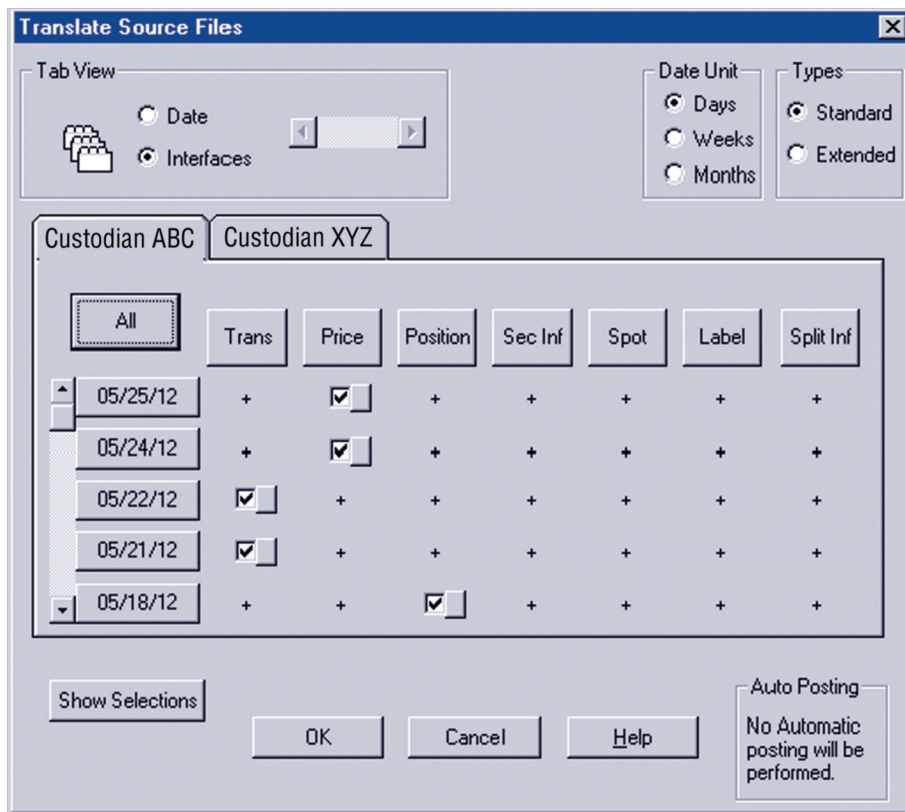 Translate Source Files
Tab View
Date
Interfaces
Date Unit
Days
Weeks
Months
Types
Standard
Extended
Custodian ABC
Custodian XYZ
All
Trans
Price
Position
Sec Inf
Spot
Label
Split Inf
05/25/12
+ + + + + +
05/24/12
+ + + + + +
05/22/12
+ + + + + +
05/21/12
+ + + + + +
05/18/12
+ + + + + +
Show Selections
OK
Cancel
Help
Auto Posting
No Automatic
posting will be
performed.